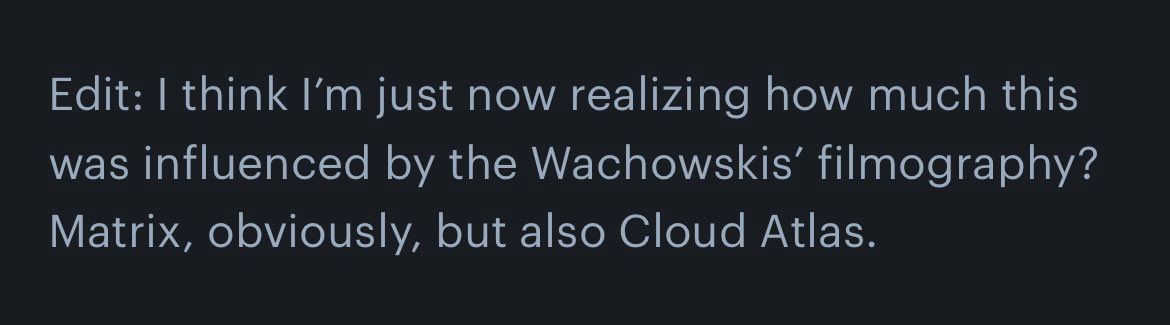 Edit: I think I’m just now realizing how much this
was influenced by the Wachowskis’ filmography?
Matrix, obviously, but also Cloud Atlas.